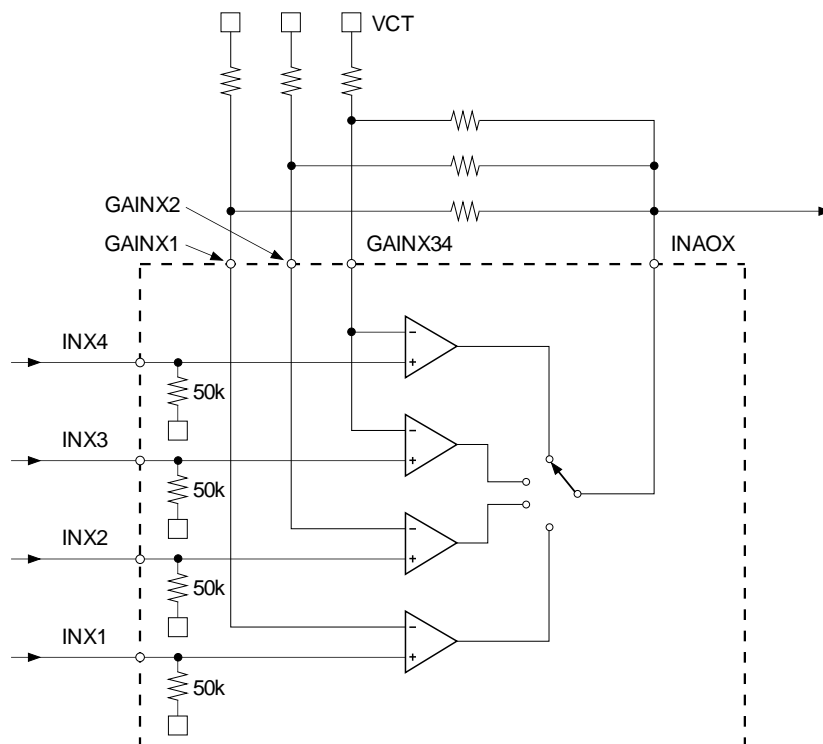 VCT
GAINX2
GAINX1
GAINX34
INAOX
INX4
−
+
50k
INX3
−
+
50k
INX2
−
+
50k
INX1
−
+
50k